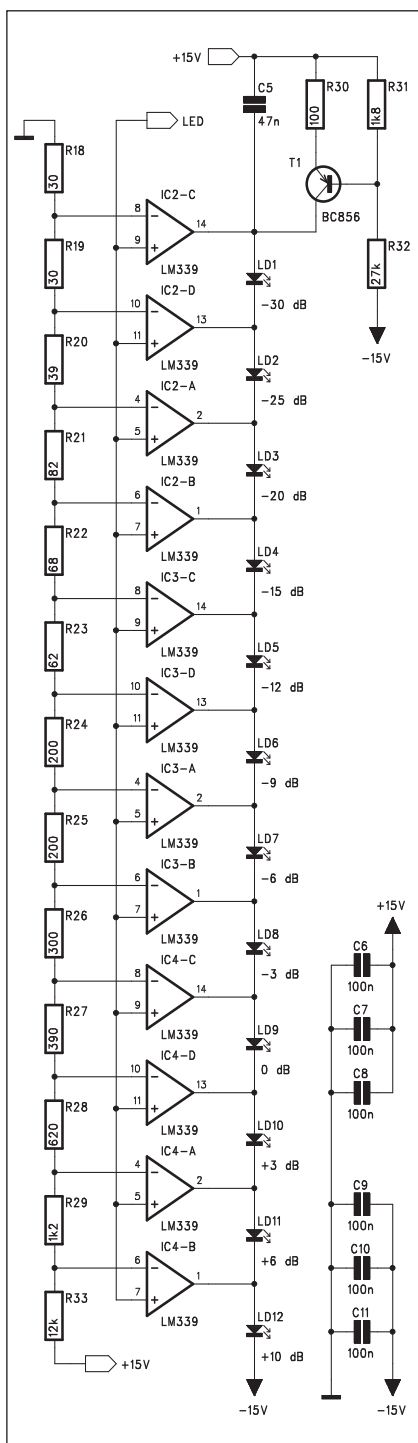 +15V
C5
47n
R30
100
R31
1k8
LED
T1
BC856
R32
27k
-15V
R18
30
IC2-C
8
9
14
LM339
LD1
-30 dB
R19
30
IC2-D
10
11
13
LM339
LD2
-25 dB
R20
39
IC2-A
4
5
2
LM339
LD3
-20 dB
R21
82
IC2-B
6
7
1
LM339
LD4
-15 dB
R22
68
IC3-C
8
9
14
LM339
LD5
-12 dB
R23
62
IC3-D
10
11
13
LM339
LD6
-9 dB
R24
200
IC3-A
4
5
2
LM339
LD7
-6 dB
R25
200
IC3-B
6
7
1
LM339
LD8
-3 dB
R26
300
IC4-C
8
9
14
LM339
LD9
0 dB
R27
390
IC4-D
10
11
13
LM339
LD10
+3 dB
R28
620
IC4-A
4
5
2
LM339
LD11
+6 dB
R29
1k2
IC4-B
6
7
1
LM339
LD12
+10 dB
R33
12k
+15V
-15V
+15V
C6
100n
C7
100n
C8
100n
C9
100n
C10
100n
C11
100n
-15V